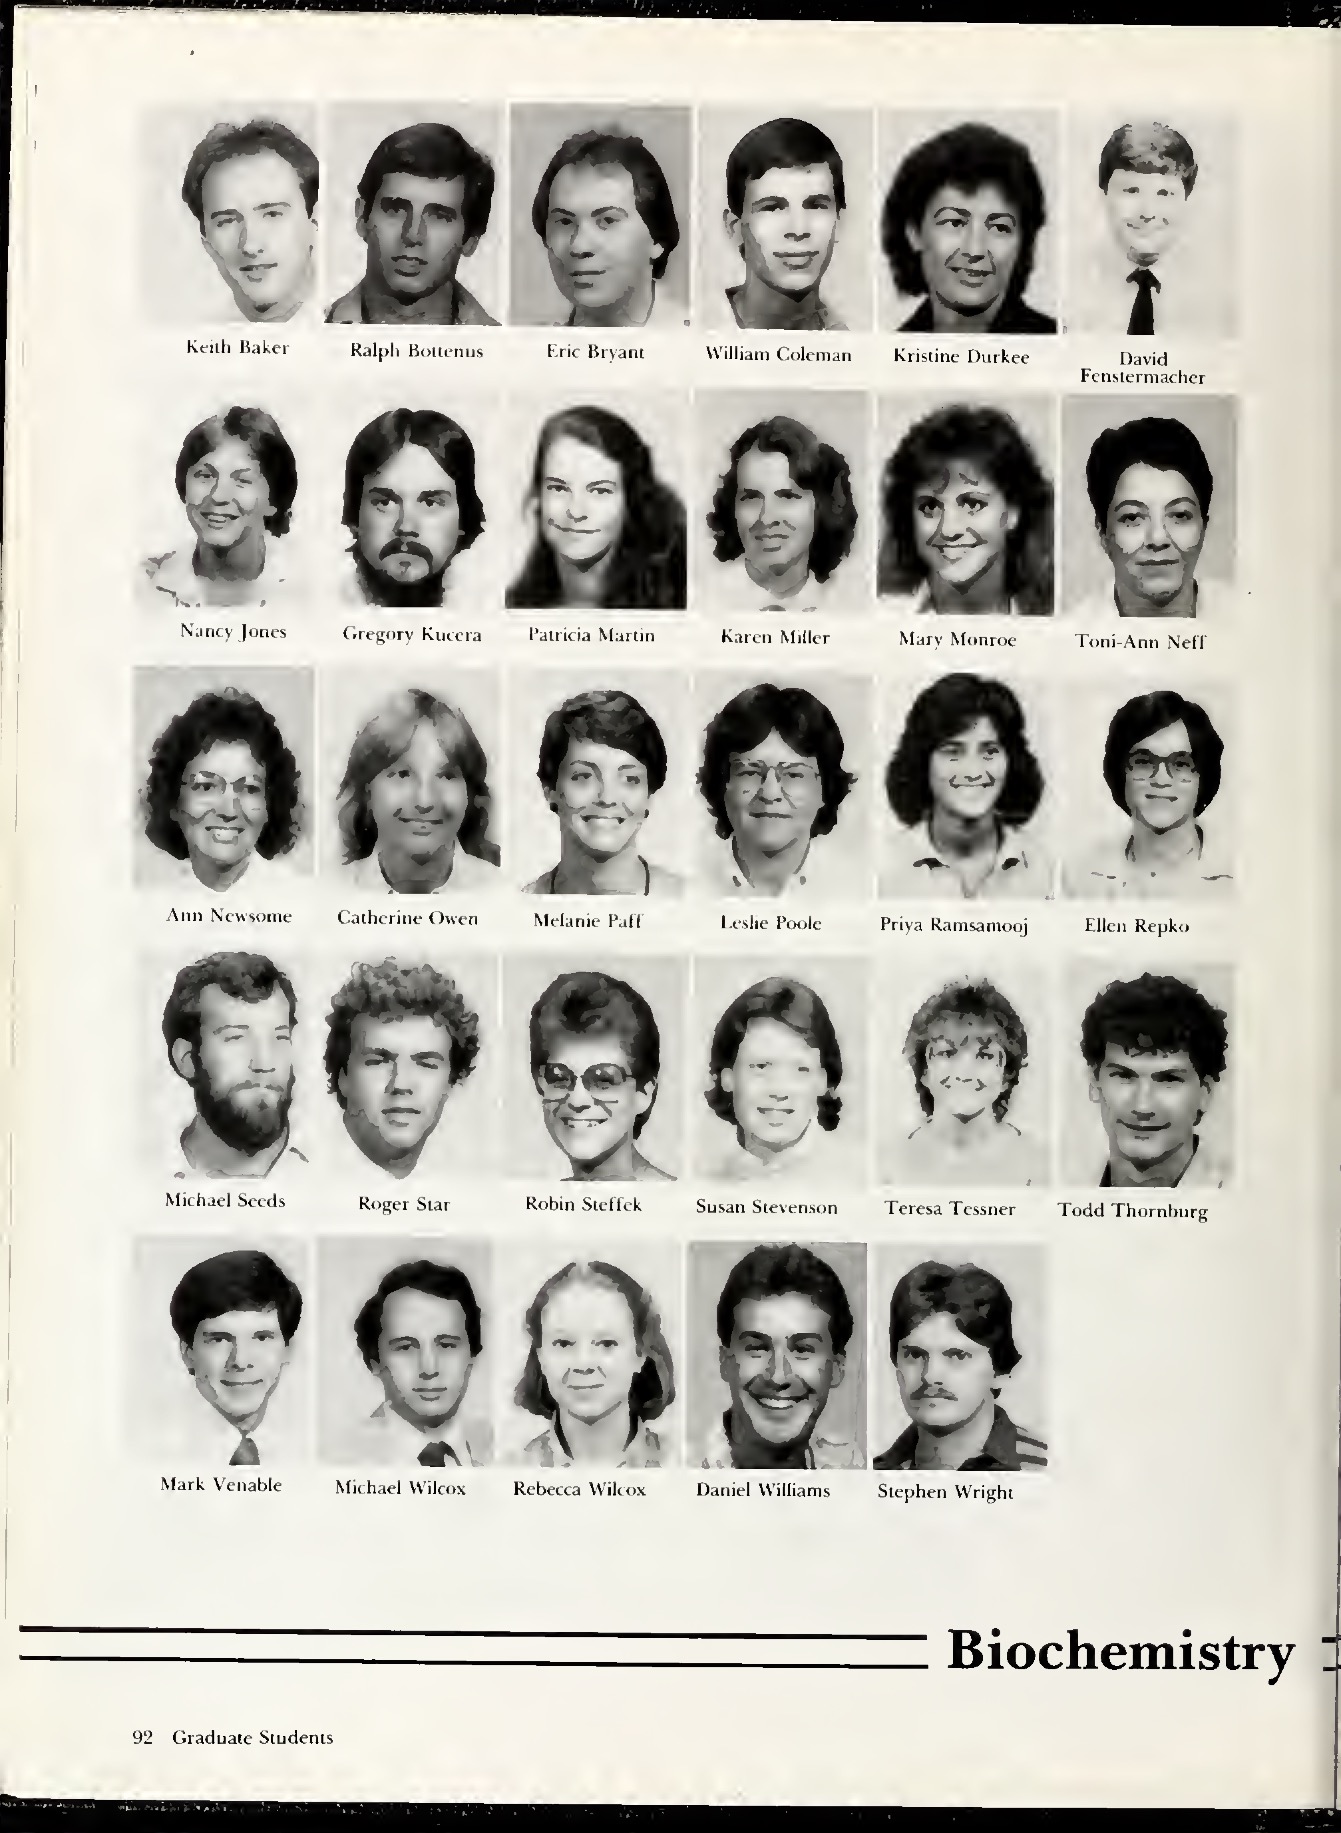 Keith Baker
Ralph Bottenus
Eric Bryant
William Coleman
Kristine Durkee
David
Fenstermacher
Nancy Jones
Gregory Kucera
Patricia Martin
Karen Miller
Mary Monroe
Toni-Ann Neff
Ann Newsome
Catherine Owen
Melanie Paff
Leslie Poole
Priya Ramsamooj
Ellen Repko
Michael Seeds
Roger Star
Robin Steffek
Susan Stevenson
Teresa Tessner
Todd Thornburg
Mark Venable
Michael Wilcox
Rebecca Wilcox
Daniel Williams
Stephen Wright
Biochemistry
92 Graduate Students